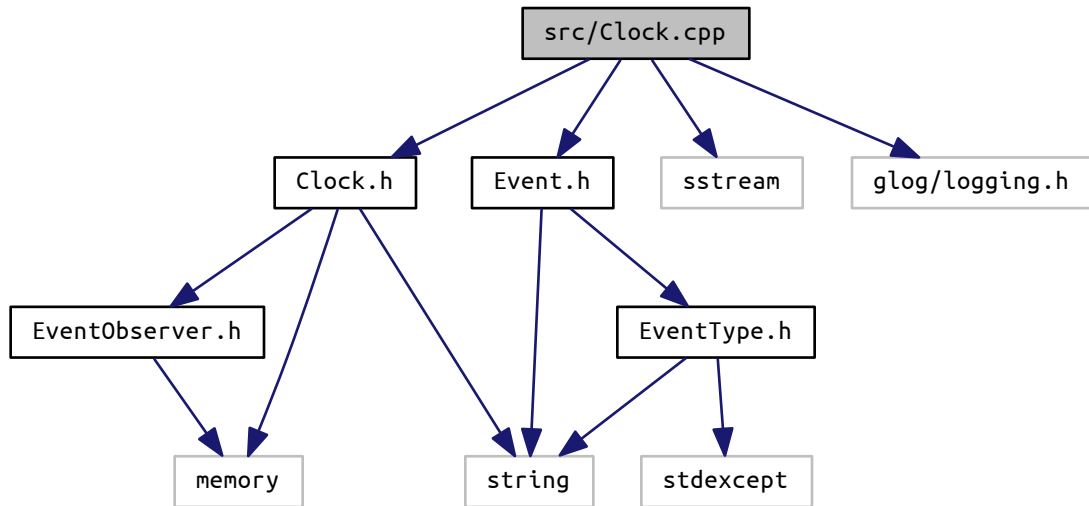 src/Clock.cpp
Clock.h
Event.h
sstream
glog/logging.h
EventObserver.h
EventType.h
memory
string
stdexcept